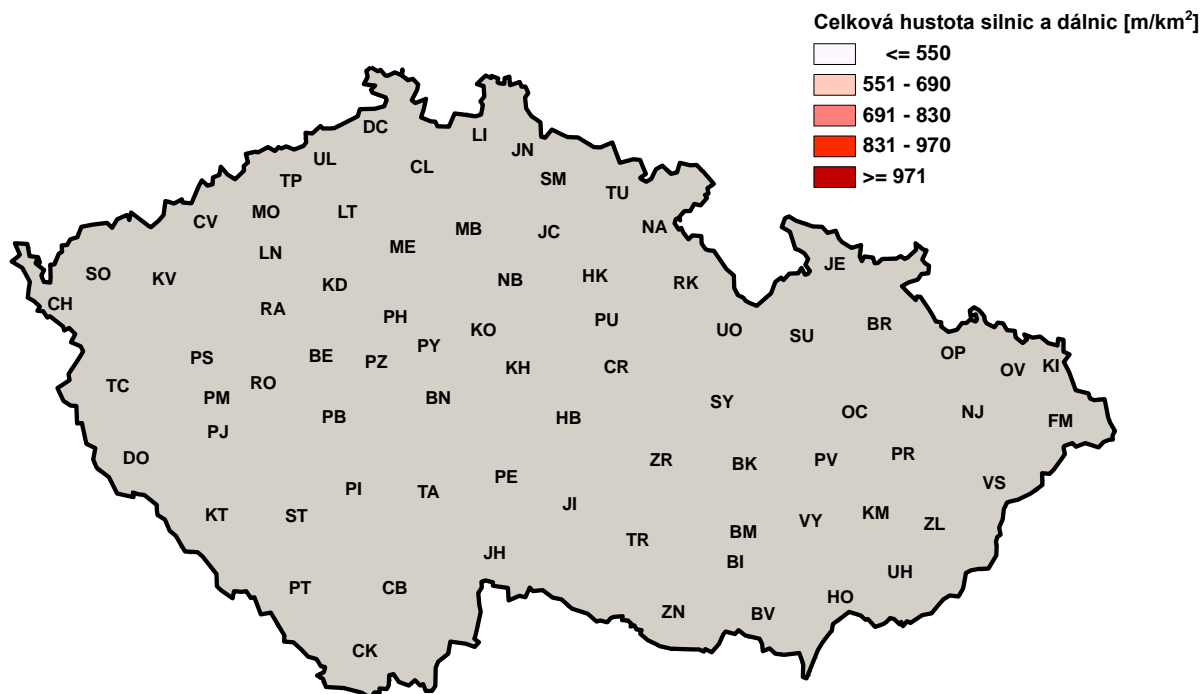 Celková hustota silnic a dálnic [m/km²]
<= 550
551 - 690
691 - 830
831 - 970
>= 971
DC
LI
JN
UL
CL
TP
SM
TU
CV
MO
LT
MB
JC
NA
LN
ME
SO
KV
KD
NB
HK
RK
JE
CH
RA
PH
KO
PU
UO
SU
BR
PS
BE
PZ
PY
KH
CR
OP
OV
KI
TC
RO
PM
BN
SY
PB
HB
OC
NJ
FM
PJ
DO
ZR
BK
PV
PR
PE
VS
KT
ST
PI
TA
JI
VY
KM
ZL
TR
BM
JH
BI
PT
CB
UH
HO
ZN
BV
CK